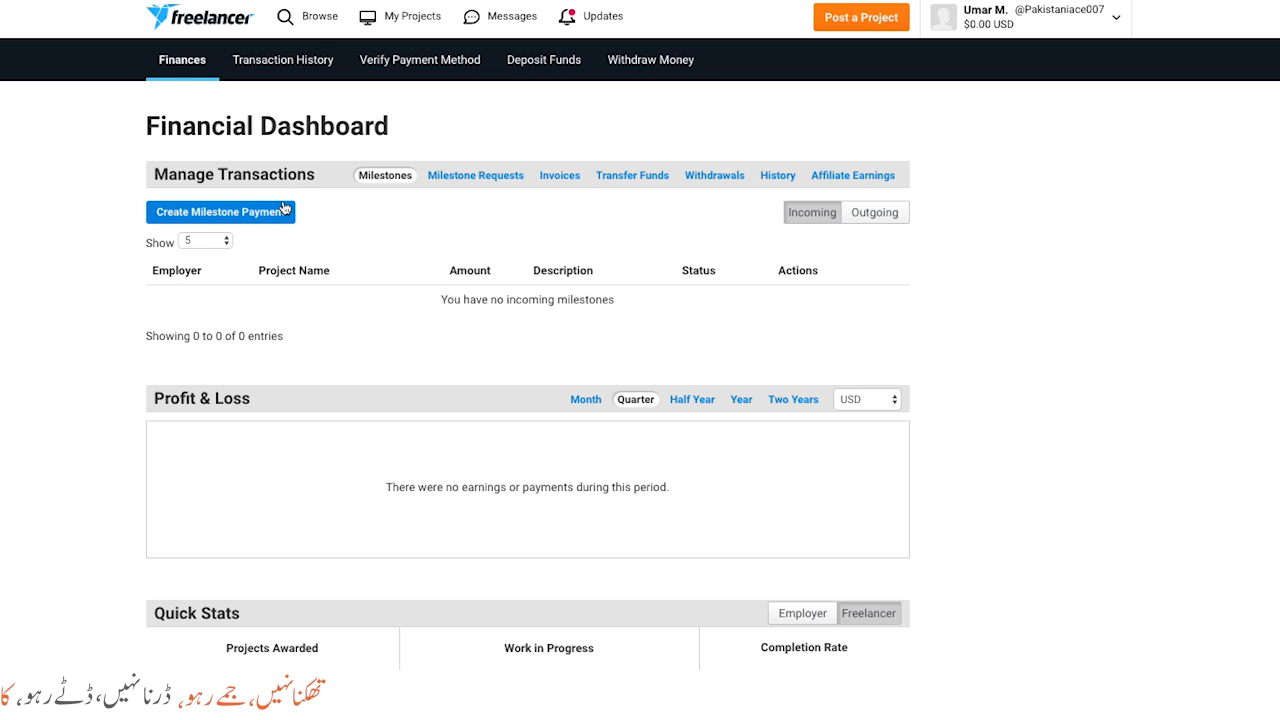 freelancer Browse My Projects Messages Updates Post a Project Umar M. @Pakistaniace007
$0.00 USD
Finances Transaction History Verify Payment Method Deposit Funds Withdraw Money
Financial Dashboard
Manage Transactions Milestones Milestone Requests Invoices Transfer Funds Withdrawals History Affiliate Earnings
Create Milestone Payment Incoming Outgoing
Show 5
Employer Project Name Amount Description Status Actions
You have no incoming milestones
Showing 0 to 0 of 0 entries
Profit & Loss Month Quarter Half Year Year Two Years USD
There were no earnings or payments during this period.
Quick Stats Employer Freelancer
Projects Awarded Work in Progress Completion Rate
تھکنا نہیں، جمے رہو، ڈرنا نہیں، ڈٹے رہو،